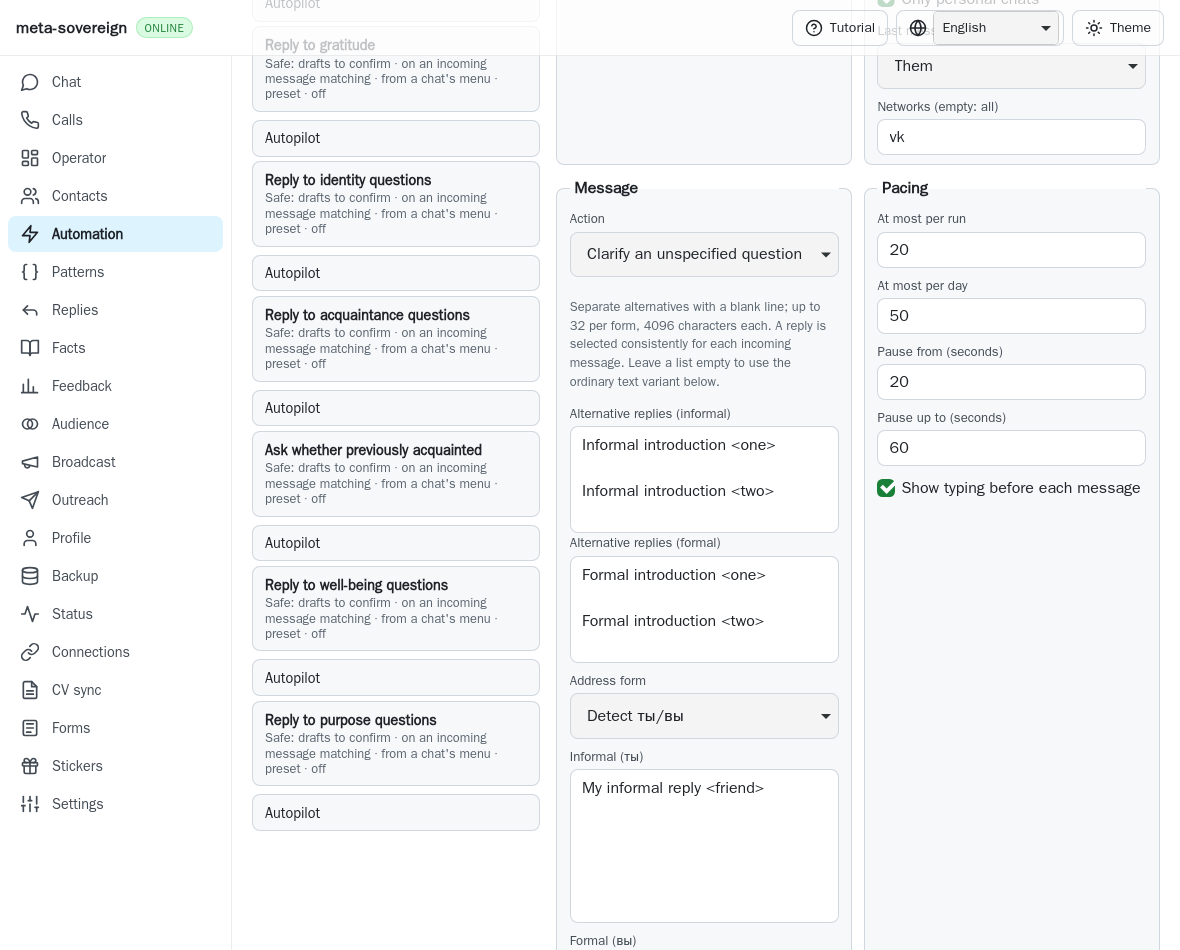 meta-sovereign
ONLINE
Tutorial
English
Theme
Chat
Calls
Operator
Contacts
Automation
Patterns
Replies
Facts
Feedback
Audience
Broadcast
Outreach
Profile
Backup
Status
Connections
CV sync
Forms
Stickers
Settings
Autopilot
Reply to gratitude
Safe: drafts to confirm · on an incoming
message matching · from a chat's menu ·
preset · off
Autopilot
Reply to identity questions
Safe: drafts to confirm · on an incoming
message matching · from a chat's menu ·
preset · off
Autopilot
Reply to acquaintance questions
Safe: drafts to confirm · on an incoming
message matching · from a chat's menu ·
preset · off
Autopilot
Ask whether previously acquainted
Safe: drafts to confirm · on an incoming
message matching · from a chat's menu ·
preset · off
Autopilot
Reply to well-being questions
Safe: drafts to confirm · on an incoming
message matching · from a chat's menu ·
preset · off
Autopilot
Reply to purpose questions
Safe: drafts to confirm · on an incoming
message matching · from a chat's menu ·
preset · off
Autopilot
Message
Action
Clarify an unspecified question
Separate alternatives with a blank line; up to
32 per form, 4096 characters each. A reply is
selected consistently for each incoming
message. Leave a list empty to use the
ordinary text variant below.
Alternative replies (informal)
Informal introduction <one>
Informal introduction <two>
Alternative replies (formal)
Formal introduction <one>
Formal introduction <two>
Address form
Detect ты/вы
Informal (ты)
My informal reply <friend>
Formal (вы)
Only personal chats
Them
Networks (empty: all)
vk
Pacing
At most per run
20
At most per day
50
Pause from (seconds)
20
Pause up to (seconds)
60
Show typing before each message